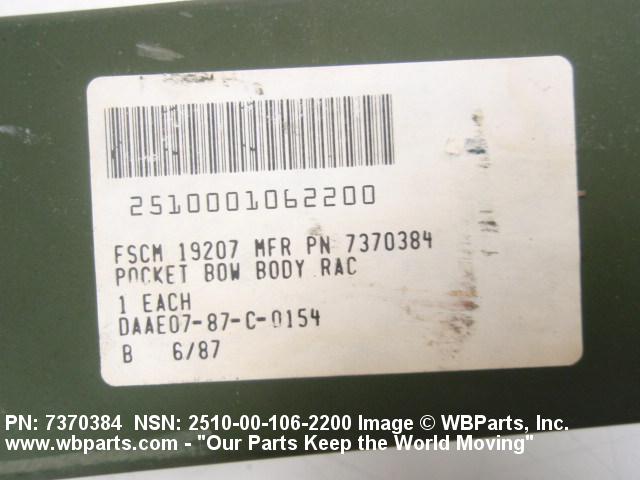 2510001062200
FSCM 19207 MFR PN 7370384
POCKET BOW BODY RAC
1 EACH
DAAE07-87-C-0154
B 6/87
PN: 7370384 NSN: 2510-00-106-2200 Image © WBParts, Inc.
www.wbparts.com - "Our Parts Keep the World Moving"